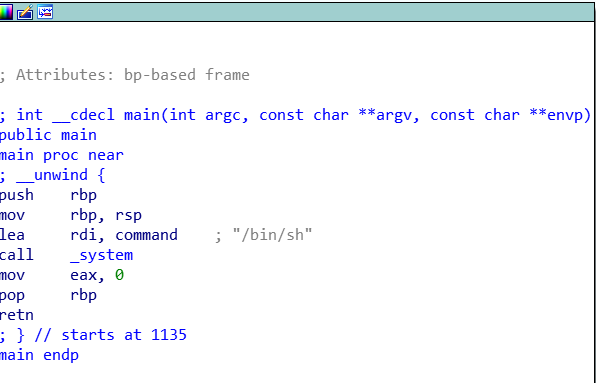 ; Attributes: bp-based frame
; int __cdecl main(int argc, const char **argv, const char **envp)
public main
main proc near
; __unwind {
push rbp
mov rbp, rsp
lea rdi, command ; "/bin/sh"
call _system
mov eax, 0
pop rbp
retn
; } // starts at 1135
main endp